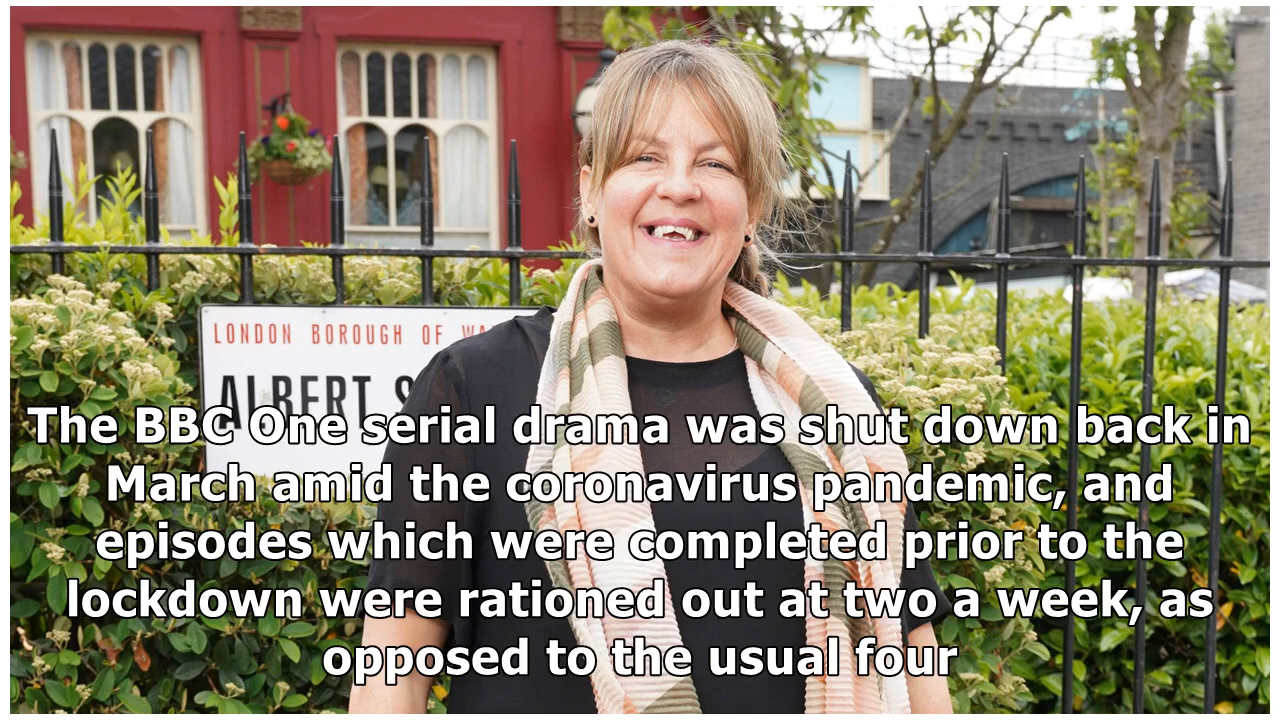 LONDON BOROUGH OF WA
ALBERT S
The BBC One serial drama was shut down back in
March amid the coronavirus pandemic, and
episodes which were completed prior to the
lockdown were rationed out at two a week, as
opposed to the usual four